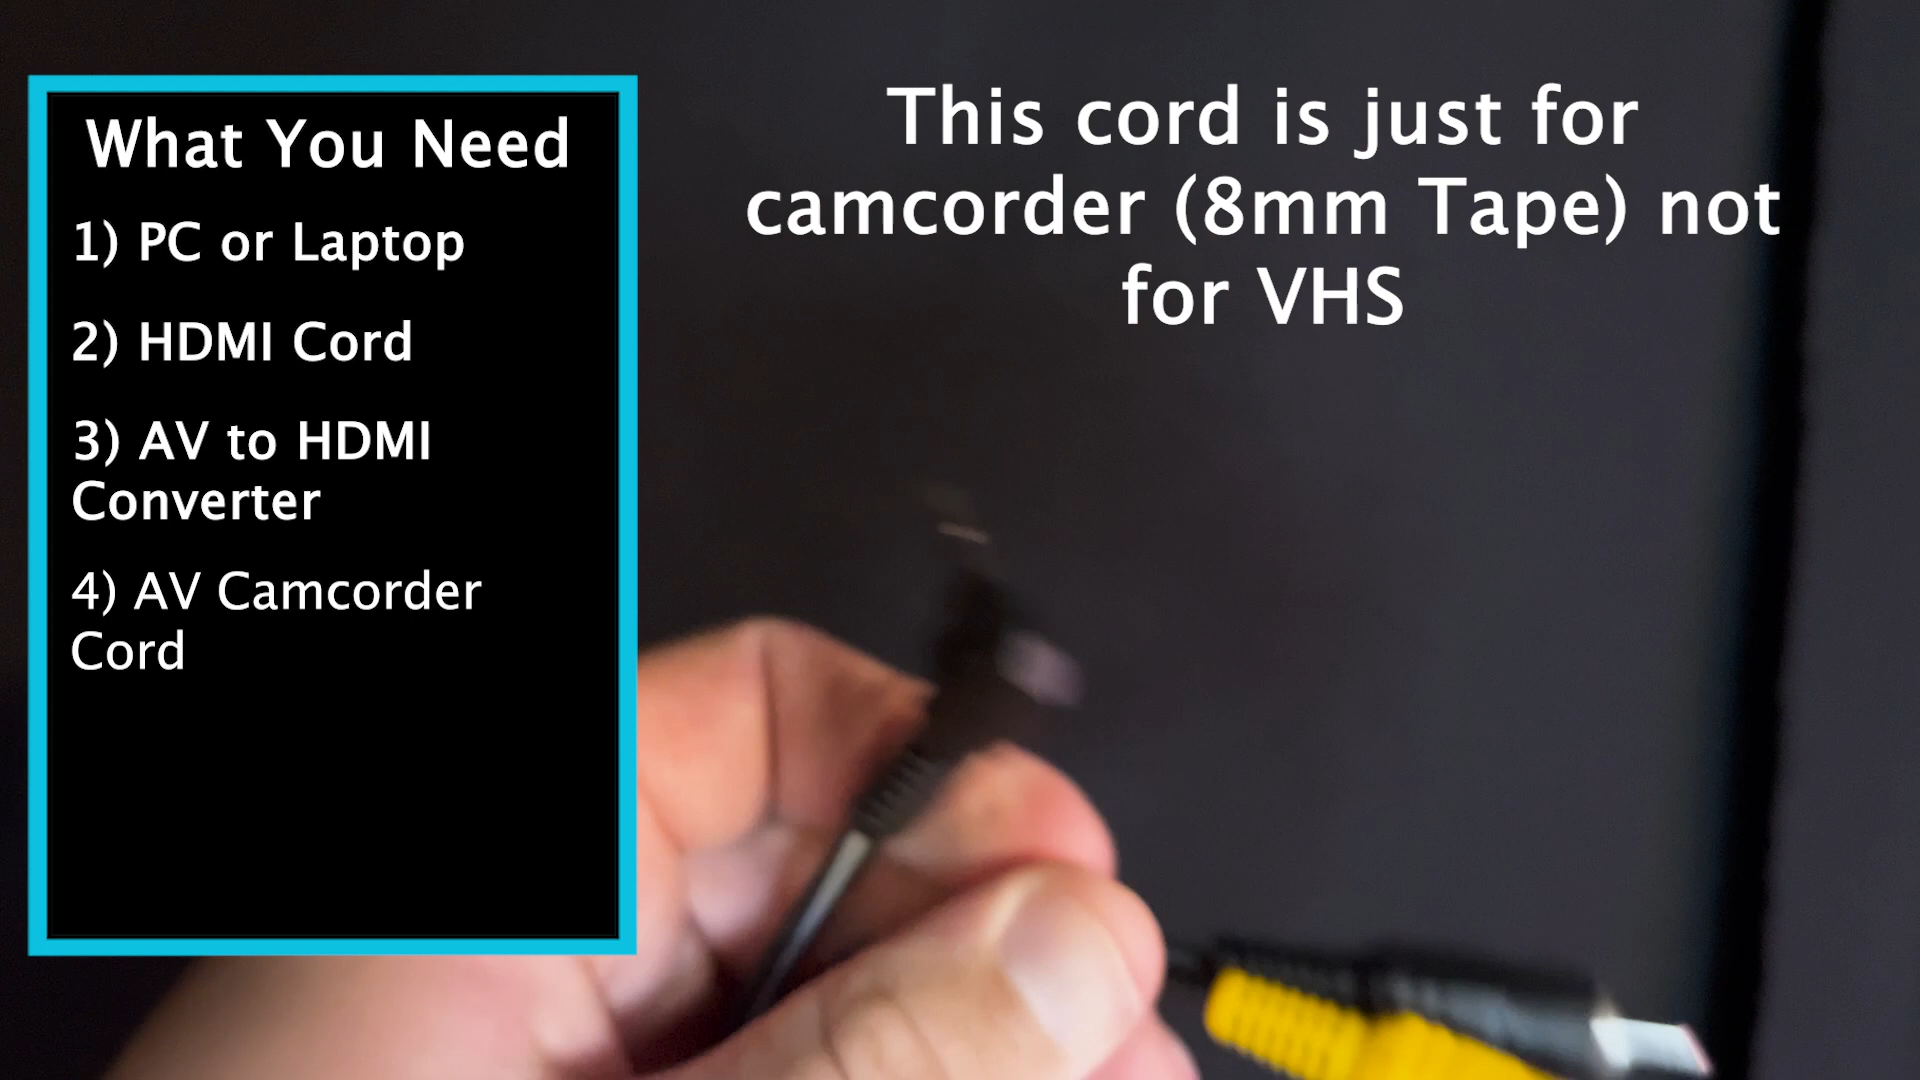 What You Need
1) PC or Laptop
2) HDMI Cord
3) AV to HDMI
Converter
4) AV Camcorder
Cord
This cord is just for
camcorder (8mm Tape) not
for VHS